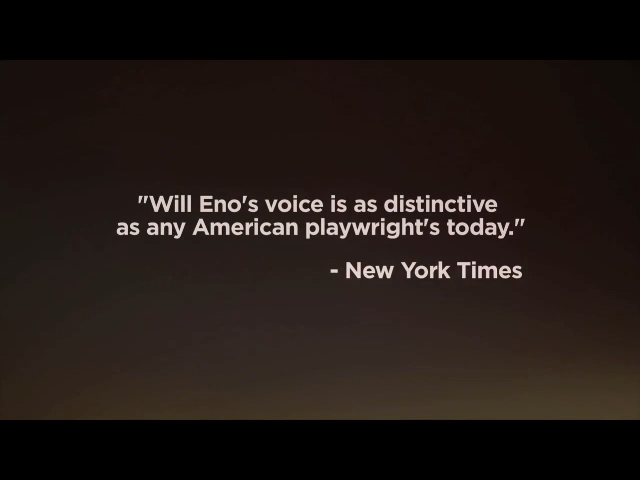 "Will Eno's voice is as distinctive
as any American playwright's today."
- New York Times